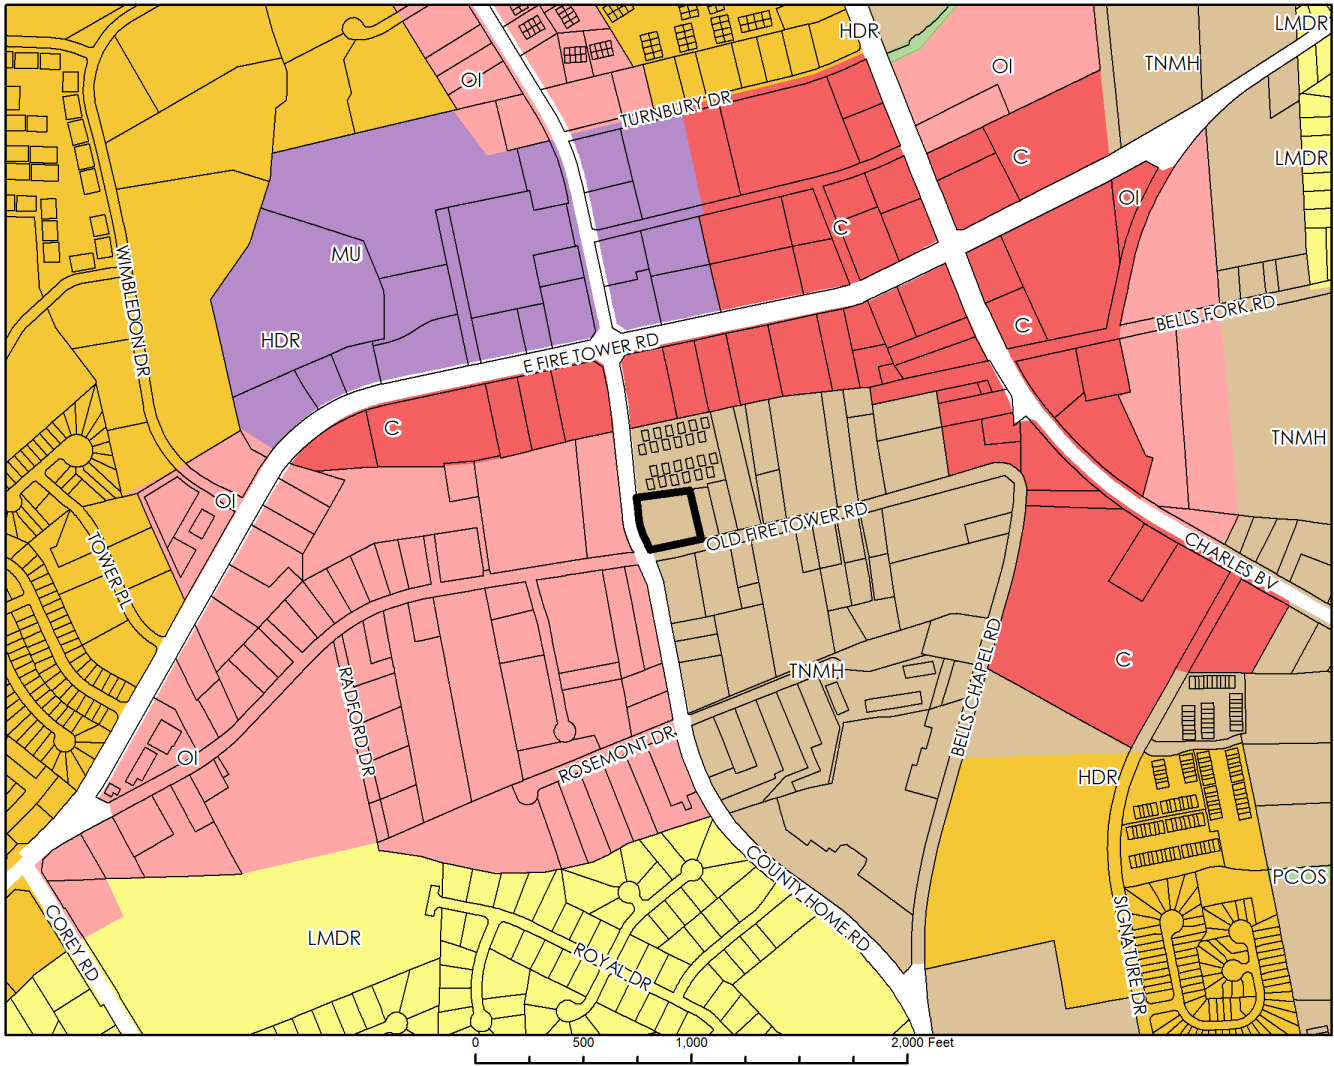 HDR
LMDR
OI
OI
TNMH
TURNBURY DR
C
LMDR
OI
C
MU
WIMBLEDON DR
BELLS FORK RD
C
HDR
E FIRE TOWER RD
C
TNMH
OI
OLD FIRE TOWER RD
TOWER PL
CHARLES BV
C
TNMH
BELLS CHAPEL RD
RADFORD DR
OI
ROSEMONT DR
HDR
COUNTY HOME RD
PCOS
SIGNATURE DR
COREY RD
LMDR
ROYAL DR
0 500 1,000 2,000 Feet